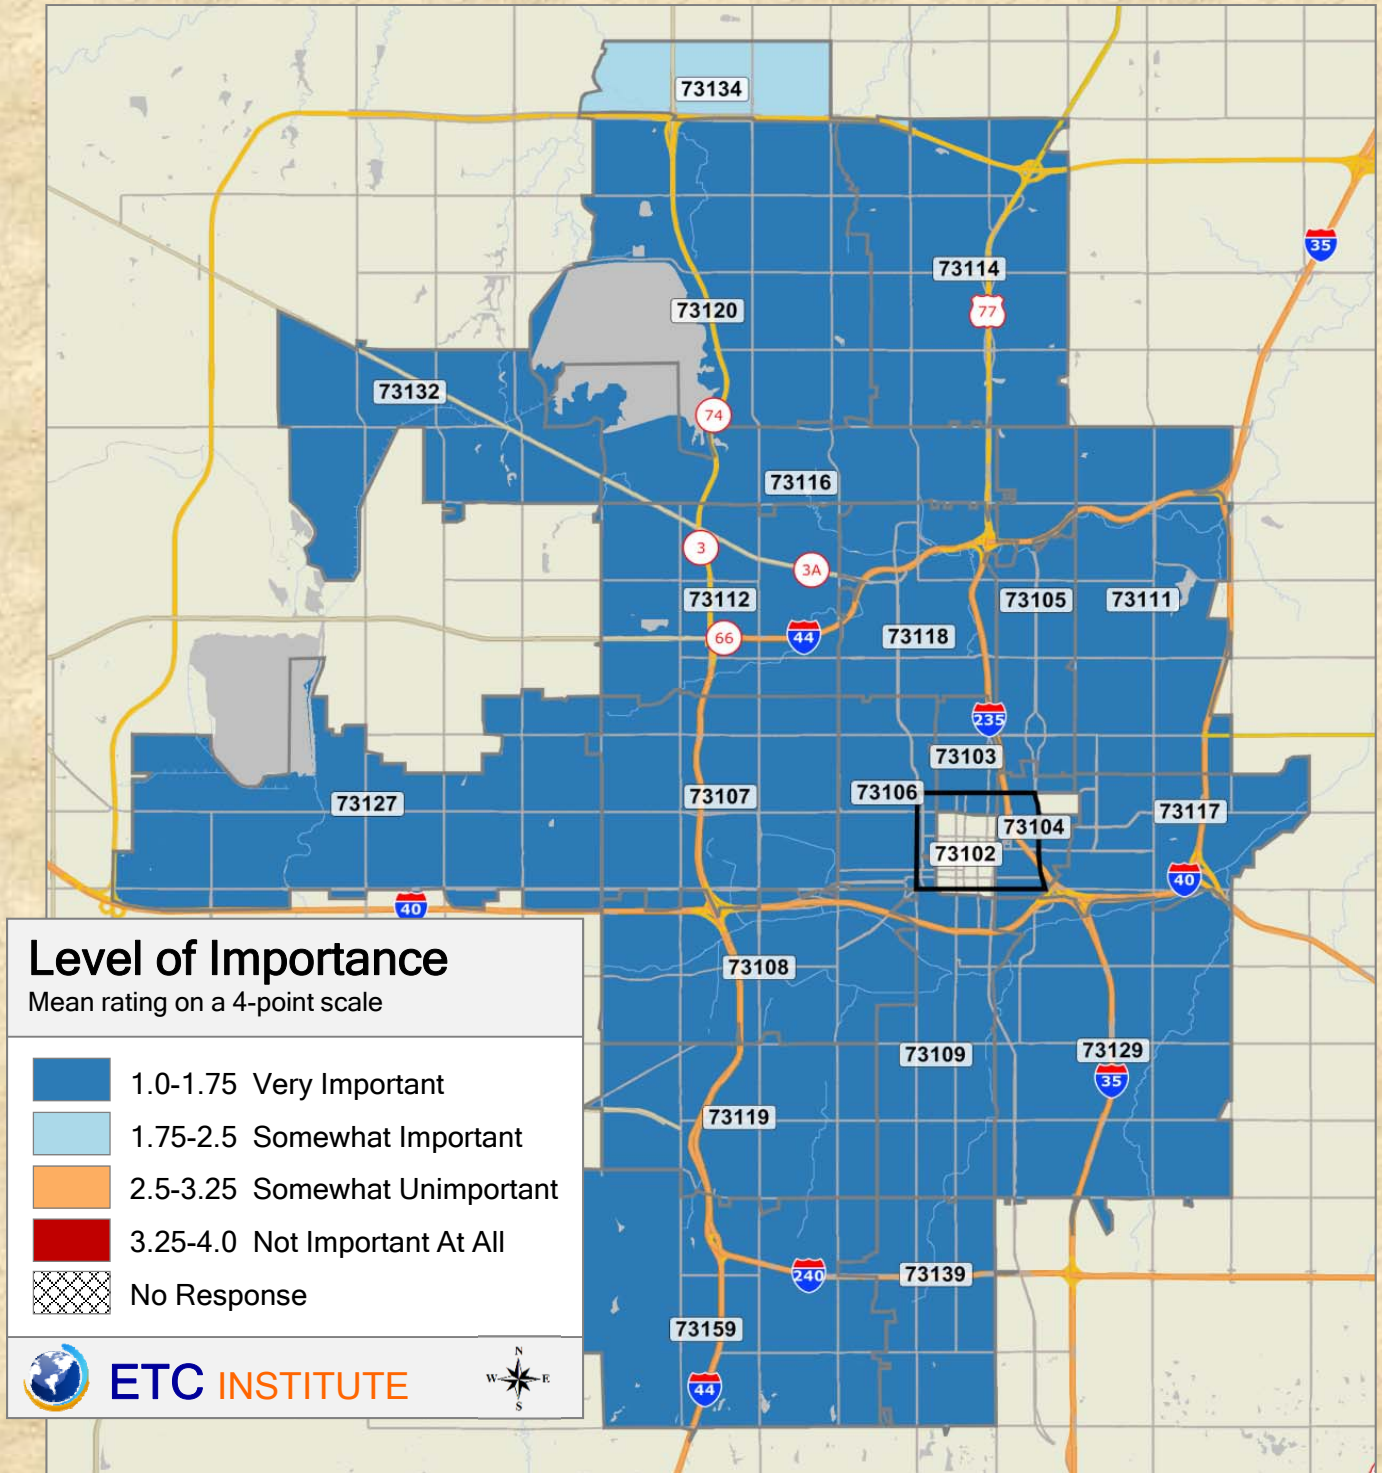 73134
35
73114
77
73120
73132
74
73116
3
3A
73112
73105
73111
66
44
73118
235
73103
73127
73107
73106
73117
73104
73102
40
40
Level of Importance
Mean rating on a 4-point scale
1.0-1.75 Very Important
1.75-2.5 Somewhat Important
2.5-3.25 Somewhat Unimportant
3.25-4.0 Not Important At All
No Response
ETC INSTITUTE
N
W E
S
73108
73109
73129
35
73119
240
73139
73159
44